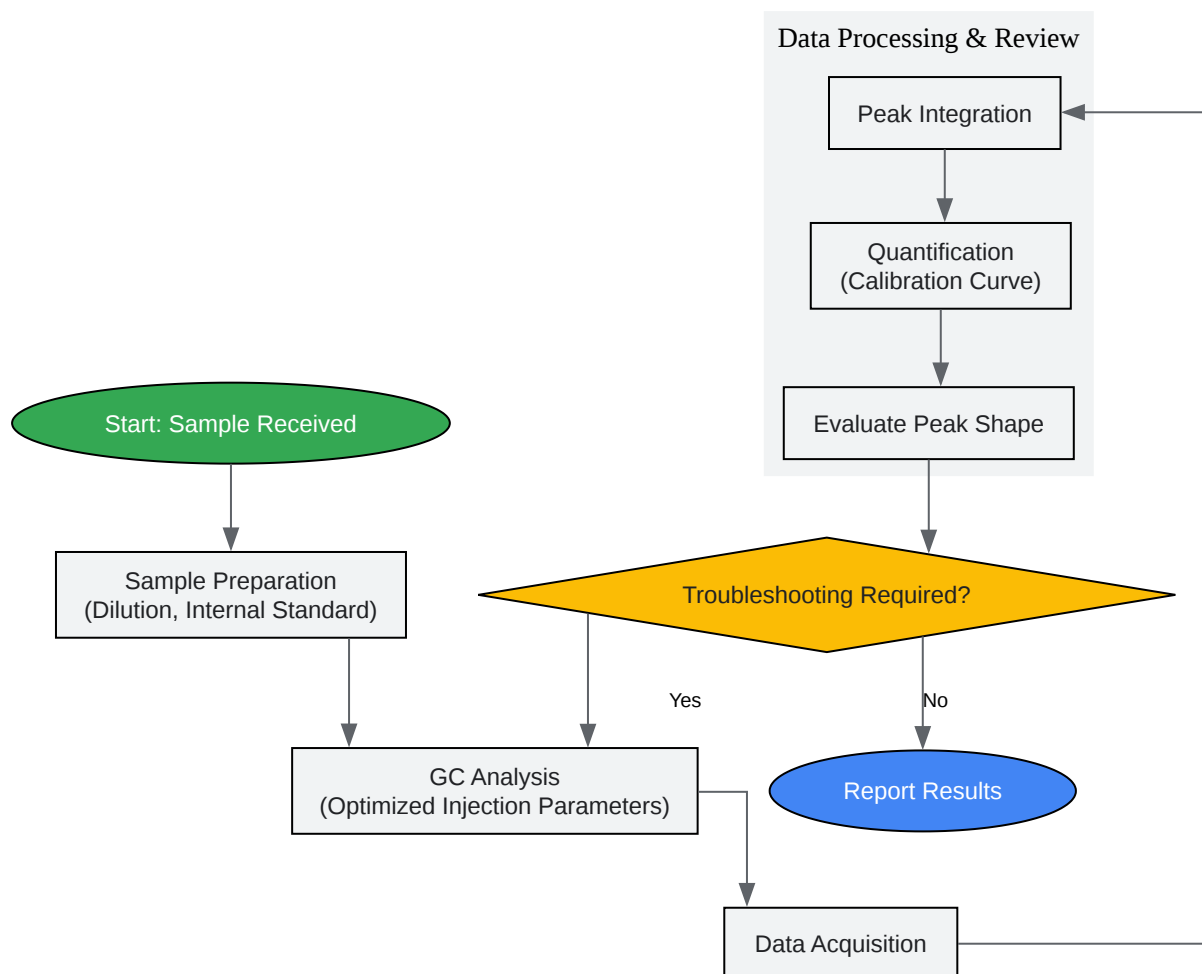 Data Processing & Review
Peak Integration
Quantification
(Calibration Curve)
Evaluate Peak Shape
Start: Sample Received
Sample Preparation
(Dilution, Internal Standard)
Troubleshooting Required?
Yes
No
GC Analysis
(Optimized Injection Parameters)
Report Results
Data Acquisition